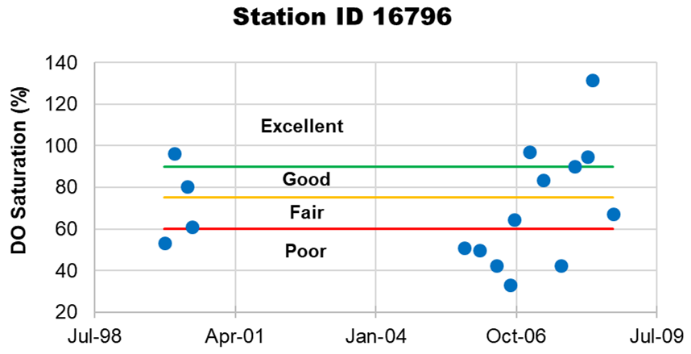 Station ID 16796
DO Saturation (%)
140
120
100
80
60
40
20
Excellent
Good
Fair
Poor
Jul-98
Apr-01
Jan-04
Oct-06
Jul-09